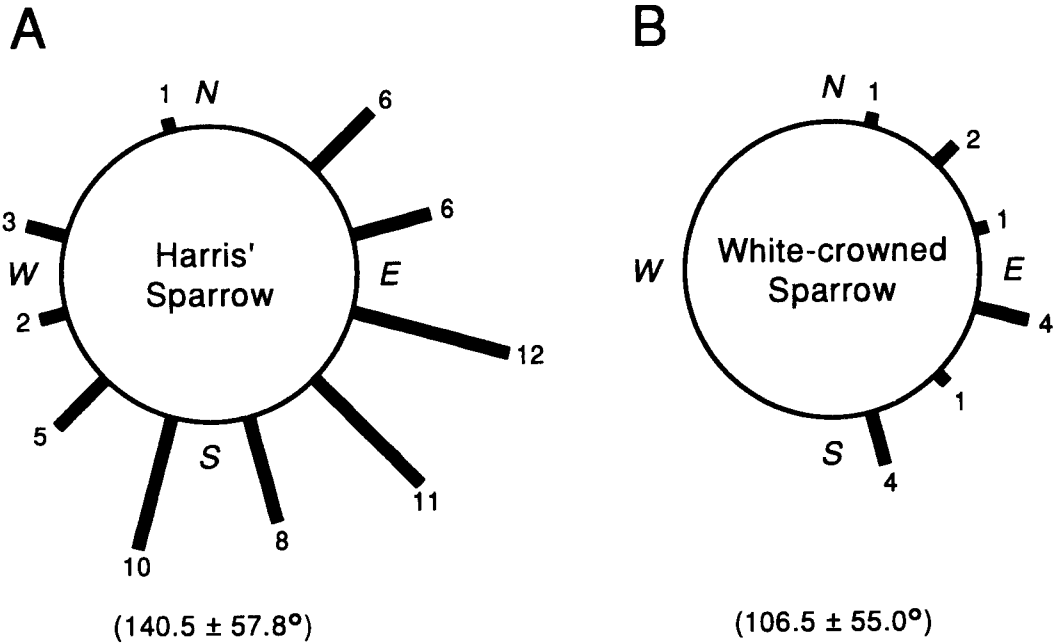 A
B
N
1
6
3
6
Harris'
Sparrow
W
E
2
12
5
S
11
8
10
(140.5 ± 57.8°)
N
1
2
1
White-crowned
Sparrow
W
E
4
1
S
4
(106.5 ± 55.0°)